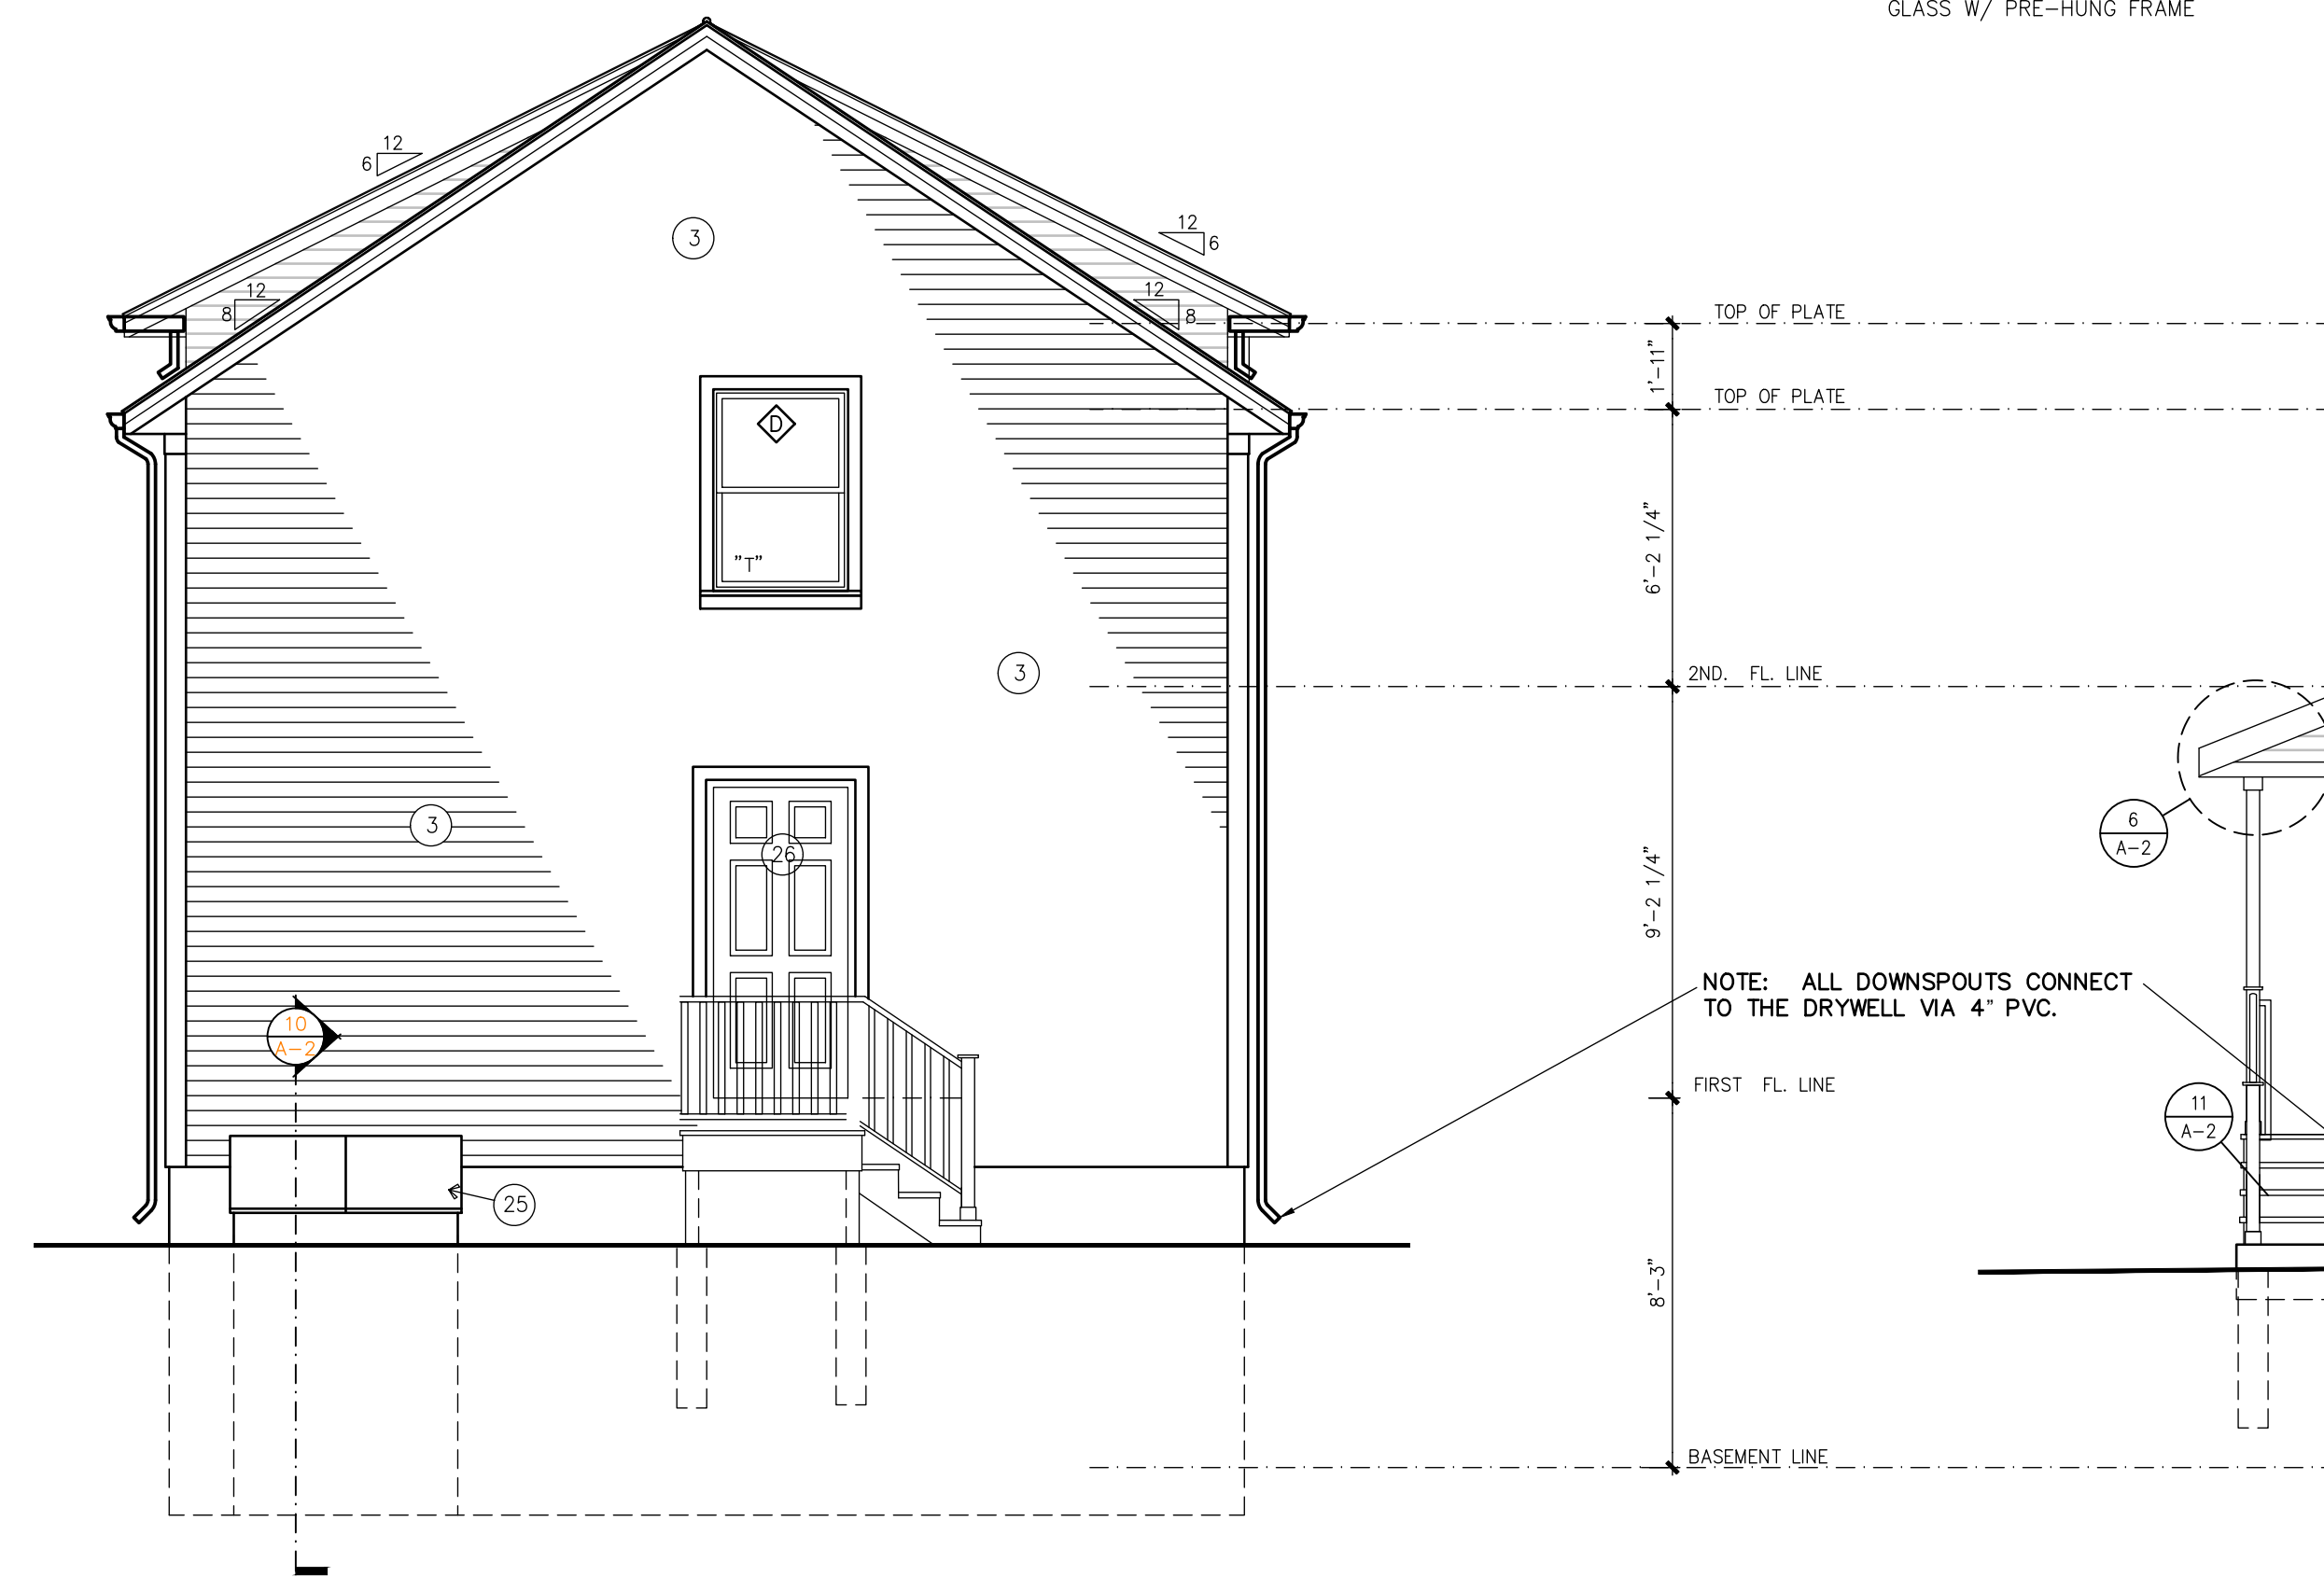 GLASS W/ PRE-HUNG FRAME
12
6
12
6
3
12
8
12
8
TOP OF PLATE
1'-11"
TOP OF PLATE
D
"T"
6'-2 1/4"
3
2ND. FL. LINE
3
26
6
A-2
9'-2 1/4"
NOTE: ALL DOWNSPOUTS CONNECT
TO THE DRYWELL VIA 4" PVC.
10
A-2
FIRST FL. LINE
11
A-2
25
8'-3"
BASEMENT LINE